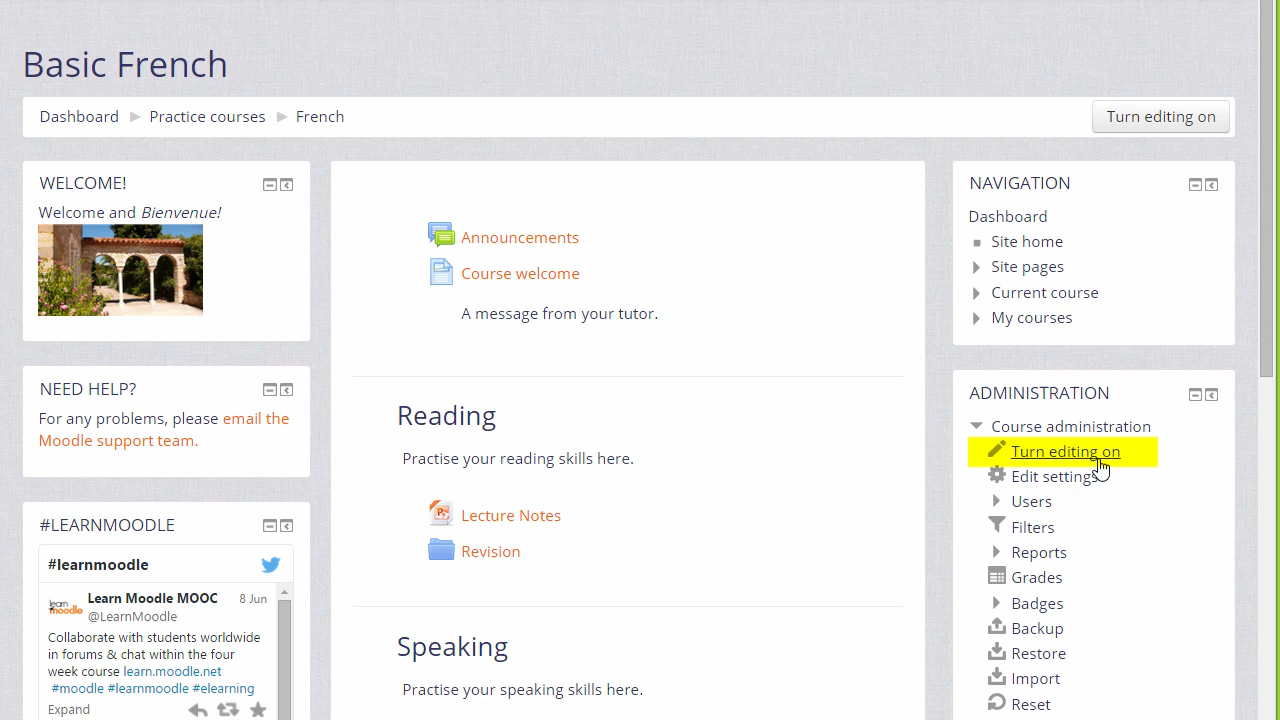 Basic French
Dashboard
Practice courses
French
Turn editing on
WELCOME!
Welcome and Bienvenue!
NEED HELP?
For any problems, please email the
Moodle support team.
#LEARNMOODLE
#learnmoodle
learn
moodle
Learn Moodle MOOC
8 Jun
@LearnMoodle
Collaborate with students worldwide
in forums & chat within the four
week course learn.moodle.net
#moodle #learnmoodle #elearning
Expand
Announcements
Course welcome
A message from your tutor.
Reading
Practise your reading skills here.
Lecture Notes
Revision
Speaking
Practise your speaking skills here.
NAVIGATION
Dashboard
Site home
Site pages
Current course
My courses
ADMINISTRATION
Course administration
Turn editing on
Edit settings
Users
Filters
Reports
Grades
Badges
Backup
Restore
Import
Reset